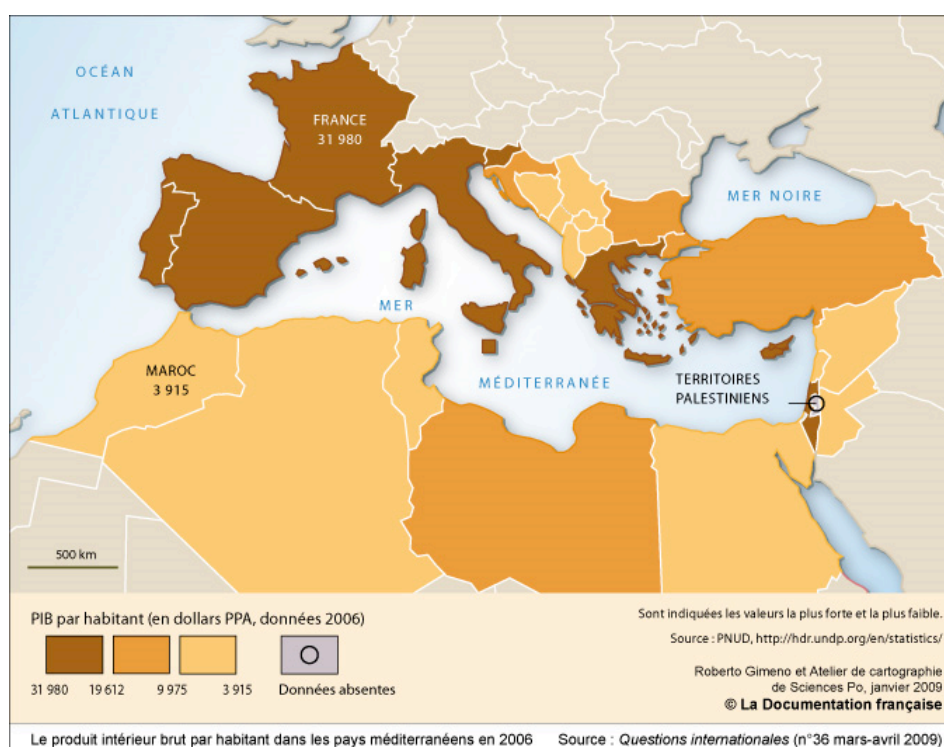 OCÉAN
ATLANTIQUE
FRANCE
31 980
MER NOIRE
MER
MÉDITERRANÉE
MAROC
3 915
TERRITOIRES
PALESTINIENS
500 km
PIB par habitant (en dollars PPA, données 2006)
31 980 19 612 9 975 3 915 Données absentes
Sont indiquées les valeurs la plus forte et la plus faible.
Source : PNUD, http://hdr.undp.org/en/statistics/
Roberto Gimeno et Atelier de cartographie
de Sciences Po, janvier 2009
© La Documentation française
Le produit intérieur brut par habitant dans les pays méditerranéens en 2006 Source : Questions internationales (n°36 mars-avril 2009)